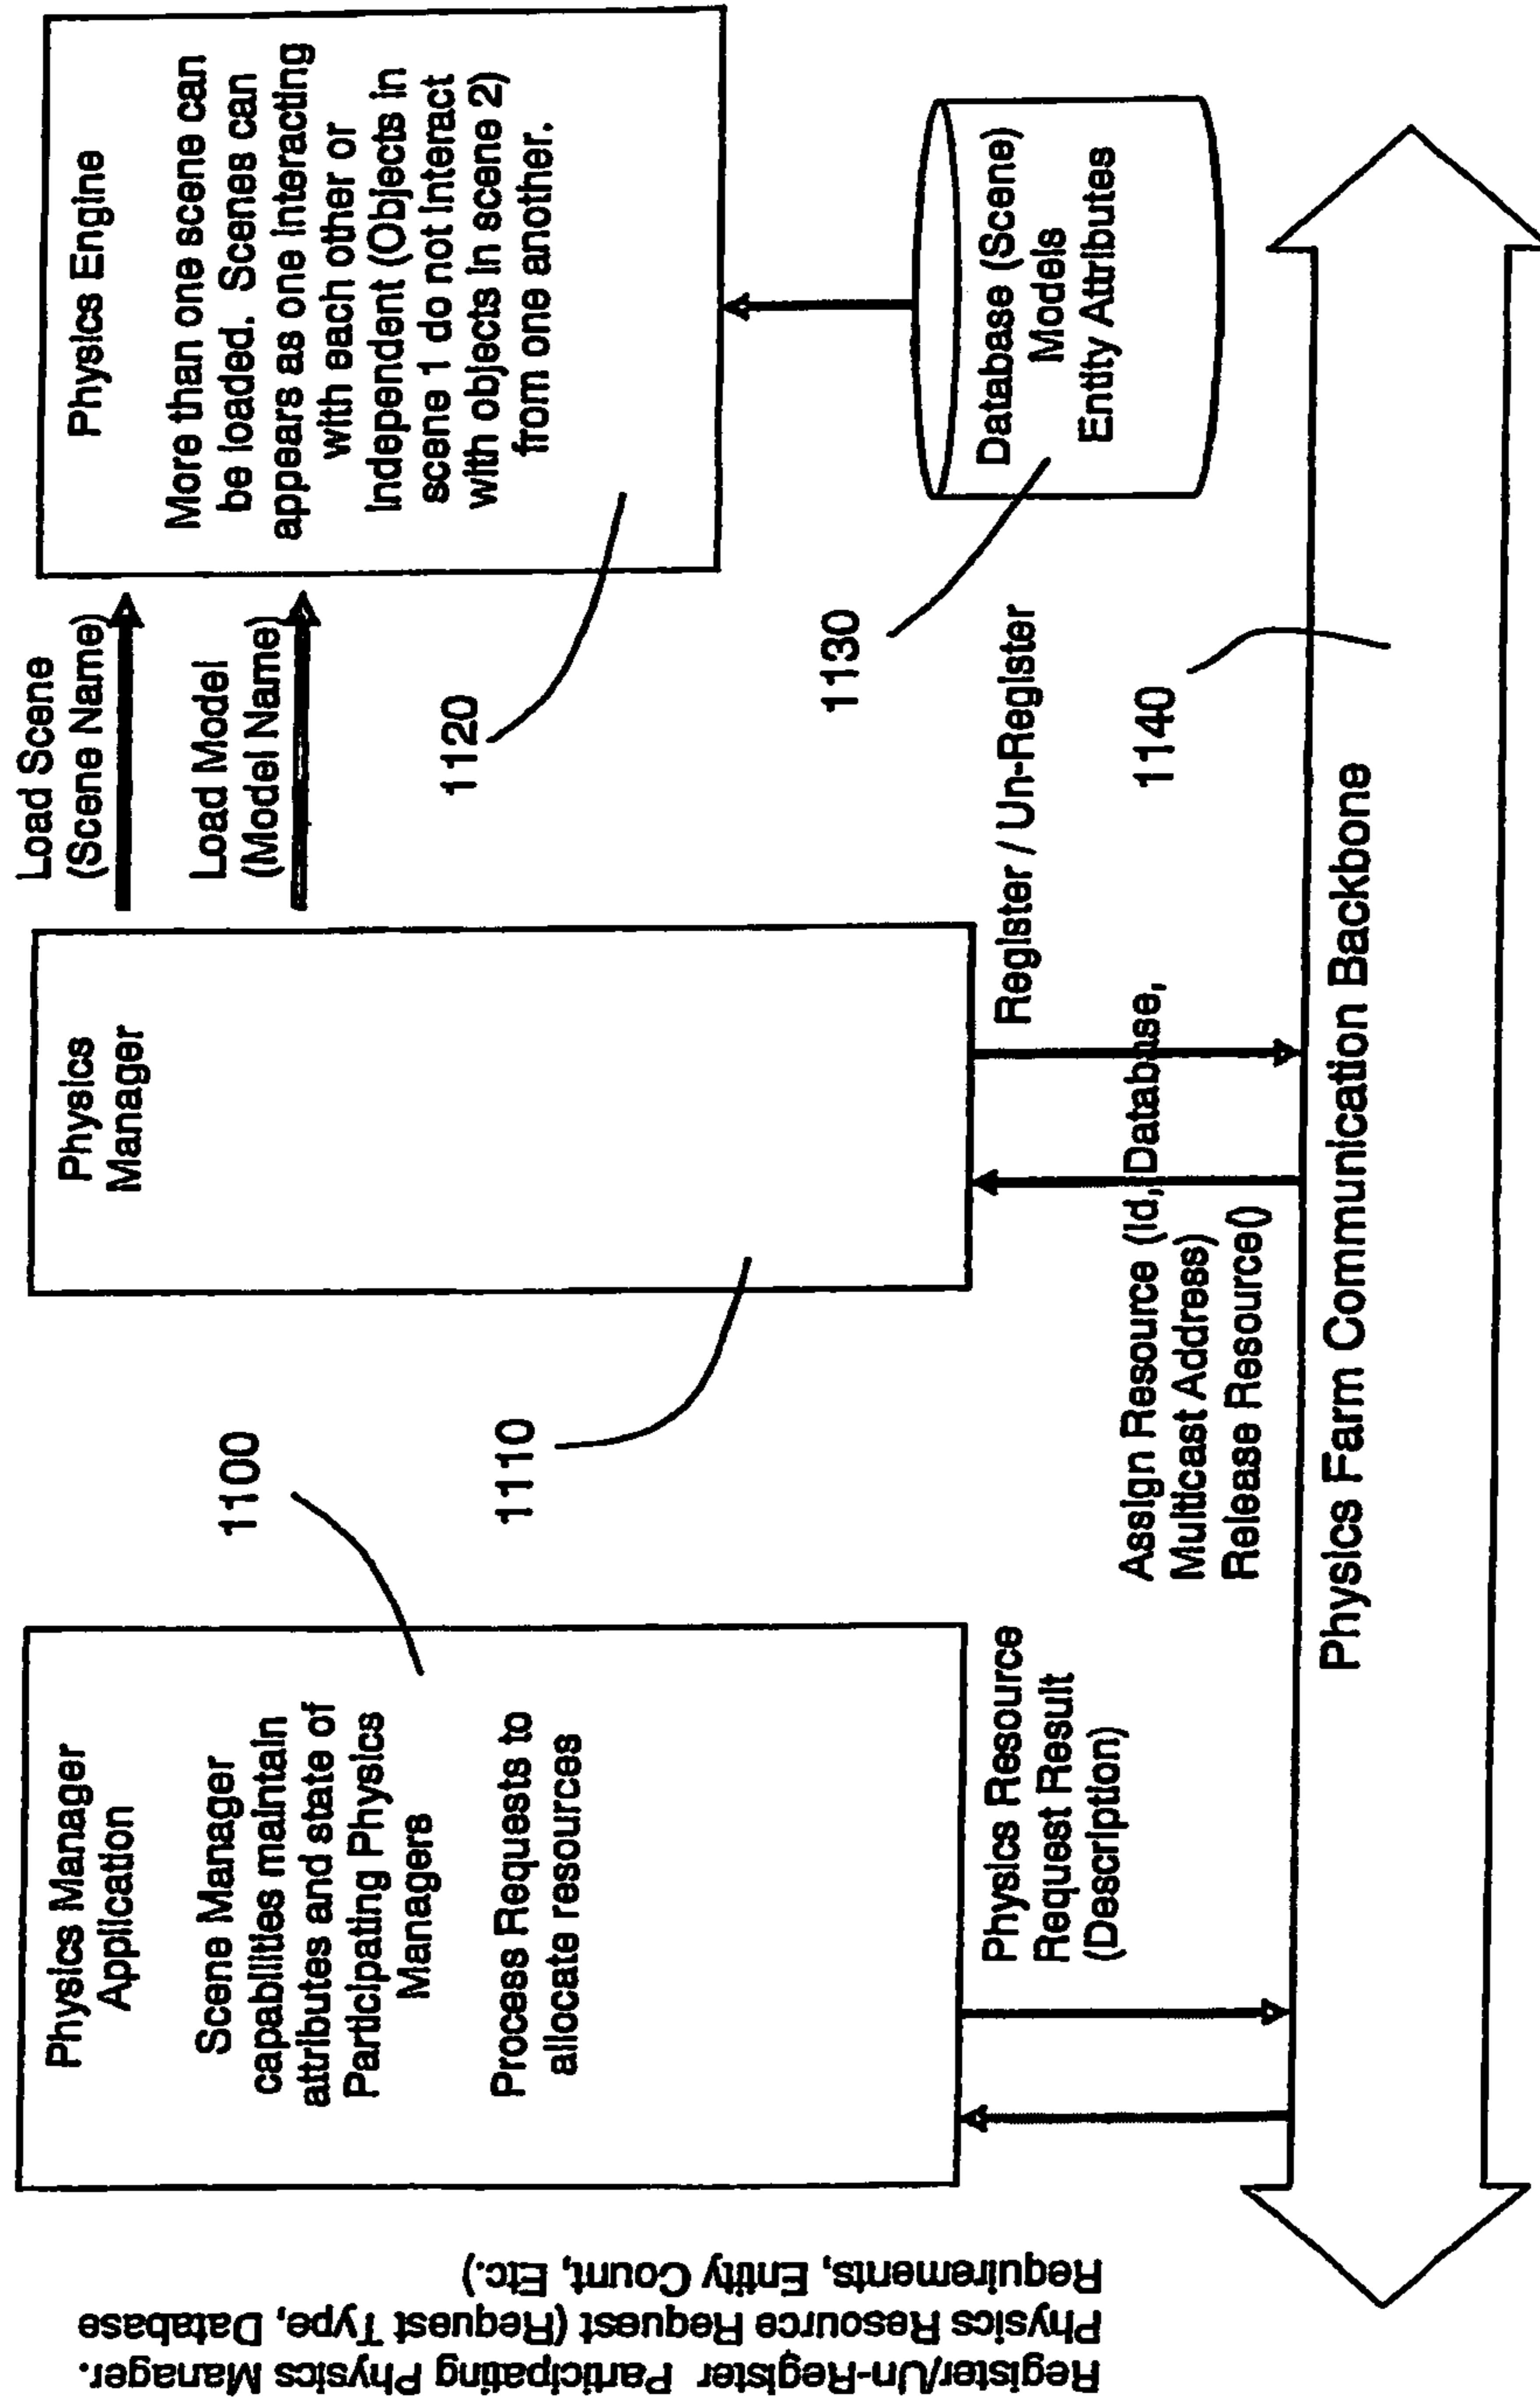 Register/Un-Register Participating Physics Manager.
Physics Resource Request (Request Type, Database
Requirements, Entity Count, Etc.)
Physics Manager
Application
Scene Manager
capabilities maintain
attributes and state of
Participating Physics
Managers
Process Requests to
allocate resources
1100
Physics Resource
Request Result
(Description)
Physics
Manager
1110
Assign Resource (Id, Database,
Multicast Address)
Release Resource()
Register / Un-Register
Load Scene
(Scene Name)
Load Model
(Model Name)
Physics Engine
More than one scene can
be loaded. Scenes can
appears as one interacting
with each other or
Independent (Objects in
scene 1 do not Interact
with objects in scene 2)
from one another.
1120
Database (Scene)
Models
Entity Attributes
1130
1140
Physics Farm Communication Backbone